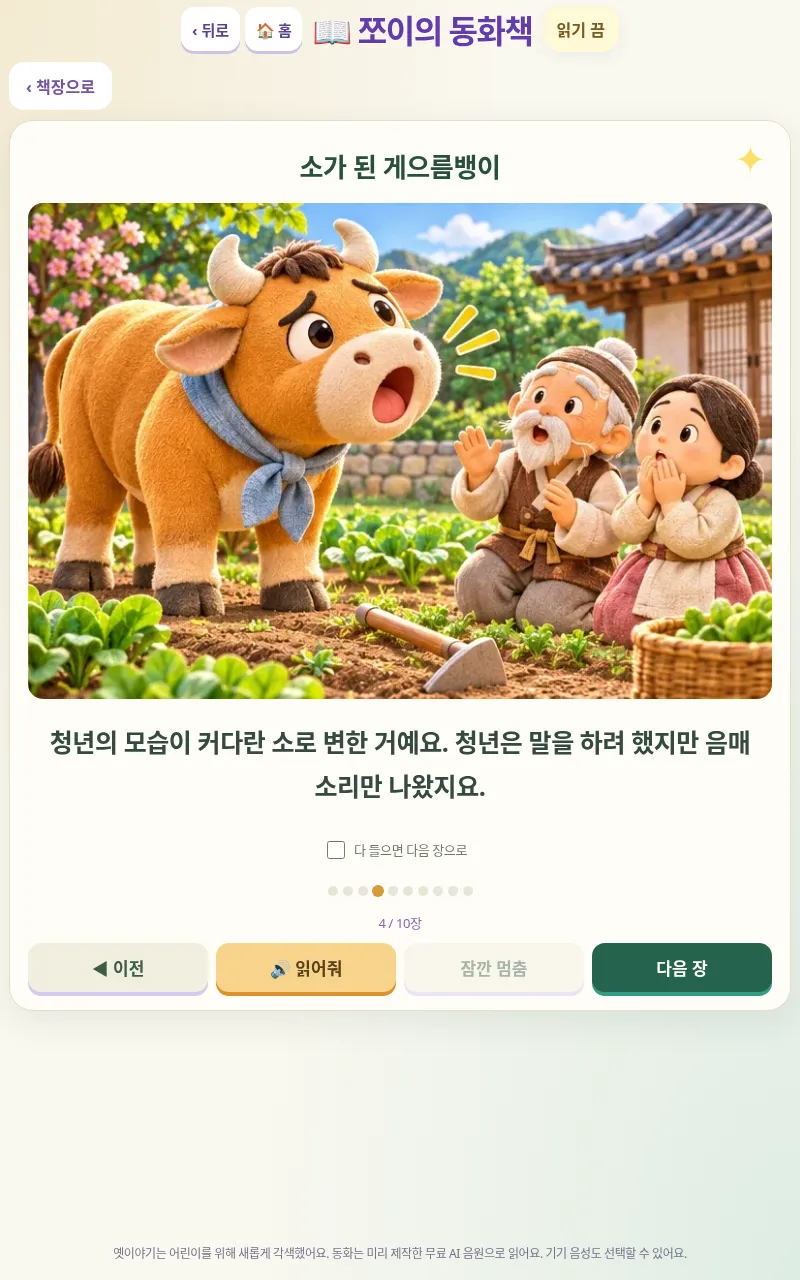 ‹ 뒤로
🏠 홈
📖 쪼이의 동화책
읽기 끔
‹ 책장으로
소가 된 게으름뱅이
청년의 모습이 커다란 소로 변한 거예요. 청년은 말을 하려 했지만 음매
소리만 나왔지요.
다 들으면 다음 장으로
4 / 10장
◀ 이전
🔊 읽어줘
잠깐 멈춤
다음 장
옛이야기는 어린이를 위해 새롭게 각색했어요. 동화는 미리 제작한 무료 AI 음원으로 읽어요. 기기 음성도 선택할 수 있어요.